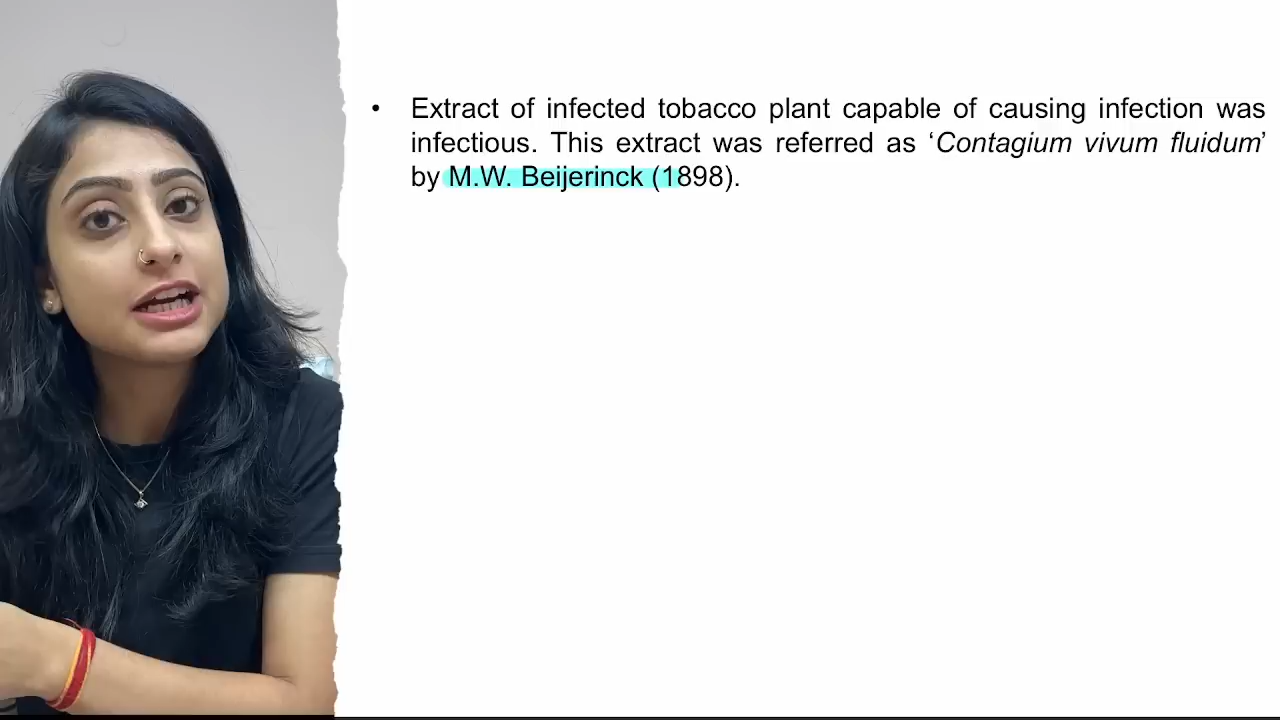 • Extract of infected tobacco plant capable of causing infection was
infectious. This extract was referred as ‘Contagium vivum fluidum’
by M.W. Beijerinck (1898).